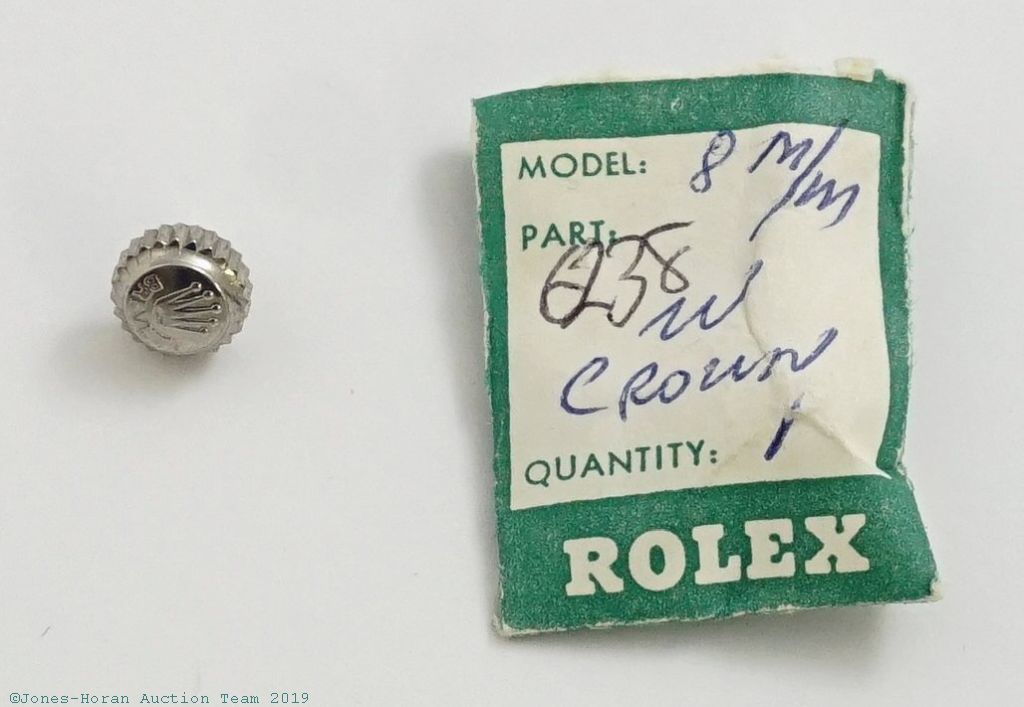 MODEL: 8 m/m
PART: 238
W
CROWN
QUANTITY: 1
ROLEX
©Jones-Horan Auction Team 2019